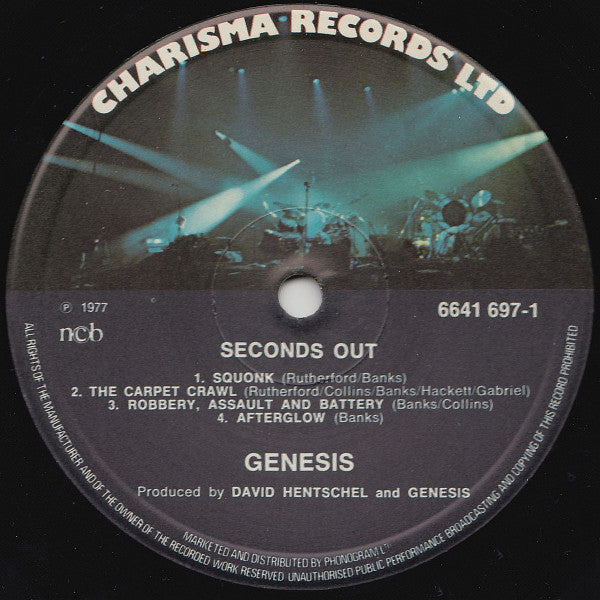 CHARISMA RECORDS LTD
℗ 1977
6641 697-1
ncb
SECONDS OUT
1. SQUONK (Rutherford/Banks)
2. THE CARPET CRAWL (Rutherford/Collins/Banks/Hackett/Gabriel)
3. ROBBERY, ASSAULT AND BATTERY (Banks/Collins)
4. AFTERGLOW (Banks)
GENESIS
Produced by DAVID HENTSCHEL and GENESIS
MARKETED AND DISTRIBUTED BY PHONOGRAM L
ALL RIGHTS OF THE MANUFACTURER AND OF THE OWNER OF THE RECORDED WORK RESERVED UNAUTHORISED PUBLIC PERFORMANCE BROADCASTING AND COPYING OF THIS RECORD PROHIBITED